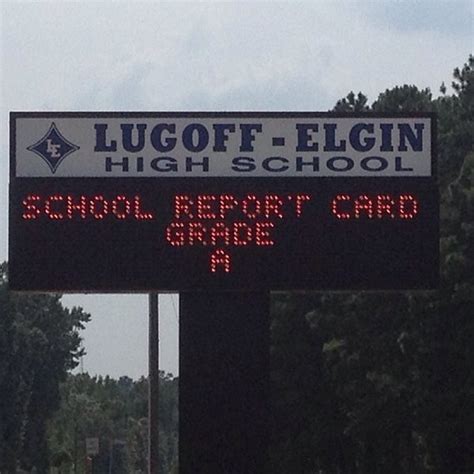 LE
LUGOFF - ELGIN
HIGH SCHOOL
SCHOOL REPORT CARD
GRADE
A